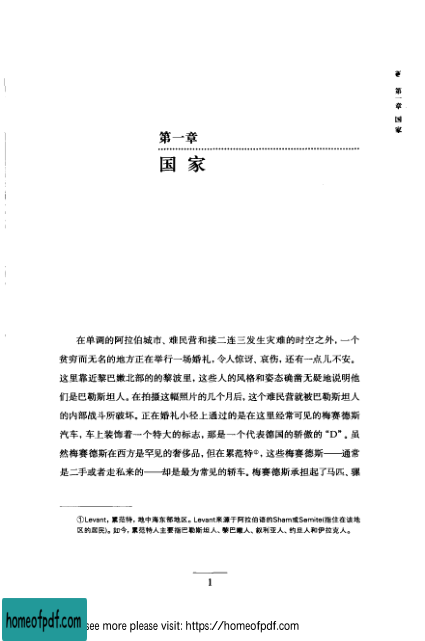 第一章 国家
第一章
国 家
在单调的阿拉伯城市、难民营和接二连三发生灾难的时空之外，一个
贫穷而无名的地方正在举行一场婚礼，令人惊讶、哀伤，还有一点儿不安。
这里靠近黎巴嫩北部的的黎波里，这些人的风格和姿态确凿无疑地说明他
们是巴勒斯坦人。在拍摄这幅照片的几个月后，这个难民营就被巴勒斯坦人
的内部战斗所破坏。正在婚礼小径上通过的是在这里经常可见的梅赛德斯
汽车，车上装饰着一个特大的标志，那是一个代表德国的骄傲的“D”。虽
然梅赛德斯在西方是罕见的奢侈品，但在累范特①，这些梅赛德斯——通常
是二手或者走私来的——却是最为常见的轿车。梅赛德斯承担起了马匹、骡
①Levant，累范特，地中海东部地区。Levant来源于阿拉伯语的Sham或Samite(指住在该地
区的居民)。如今，累范特人主要指巴勒斯坦人、黎巴嫩人、叙利亚人、约旦人和伊拉克人。
1
homeofpdf.com
see more please visit: https://homeofpdf.com